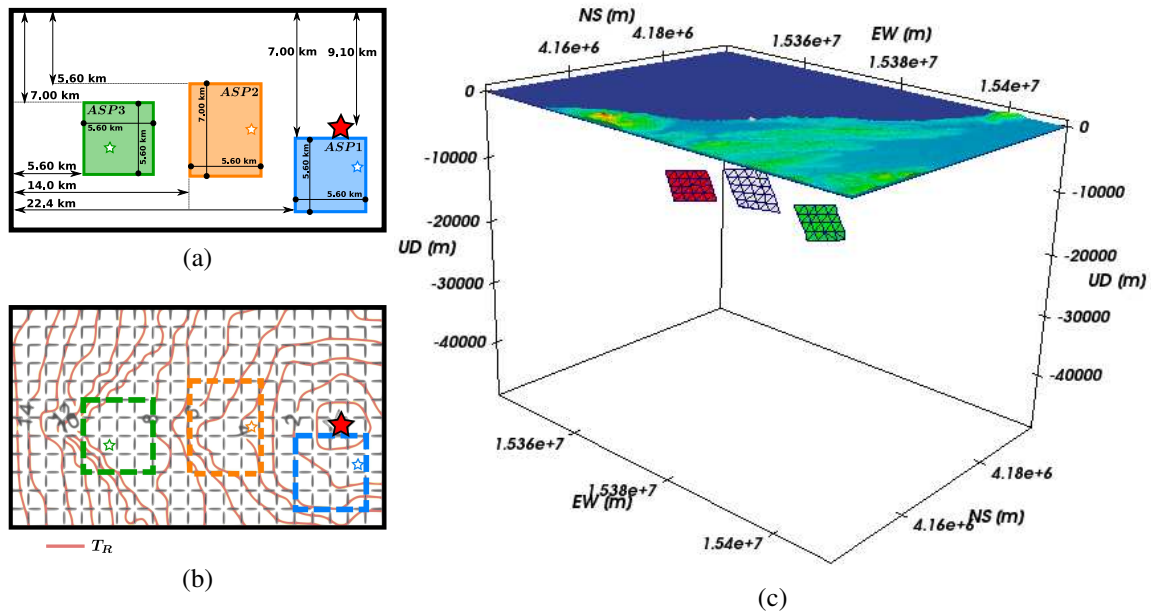 7.00 km
9.10 km
5.60 km
7.00 km
ASP3
5.60 km
5.60 km
ASP2
7.00 km
5.60 km
ASP1
5.60 km
5.60 km
5.60 km
14.0 km
22.4 km
(a)
14
8
2
T_R
(b)
NS (m)
4.16e+6
4.18e+6
EW (m)
1.536e+7
1.538e+7
1.54e+7
0
-10000
-20000
UD (m)
-30000
-40000
0
-10000
-20000
UD (m)
-30000
-40000
1.536e+7
1.538e+7
EW (m)
1.54e+7
4.18e+6
4.16e+6
NS (m)
(c)